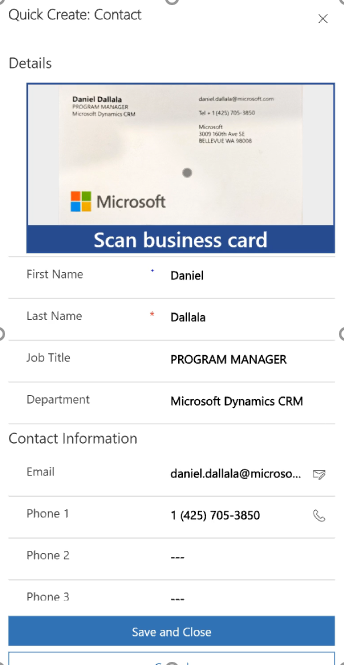 Quick Create: Contact
Details
Daniel Dallala
PROGRAM MANAGER
Microsoft Dynamics CRM
daniel.dallala@microsoft.com
Tel + 1 (425) 705-3850
Microsoft
3009 160th Ave SE
BELLEVUE WA 98008
Microsoft
Scan business card
First Name * Daniel
Last Name * Dallala
Job Title PROGRAM MANAGER
Department Microsoft Dynamics CRM
Contact Information
Email daniel.dallala@microso...
Phone 1 1 (425) 705-3850
Phone 2 ---
Phone 3 ---
Save and Close